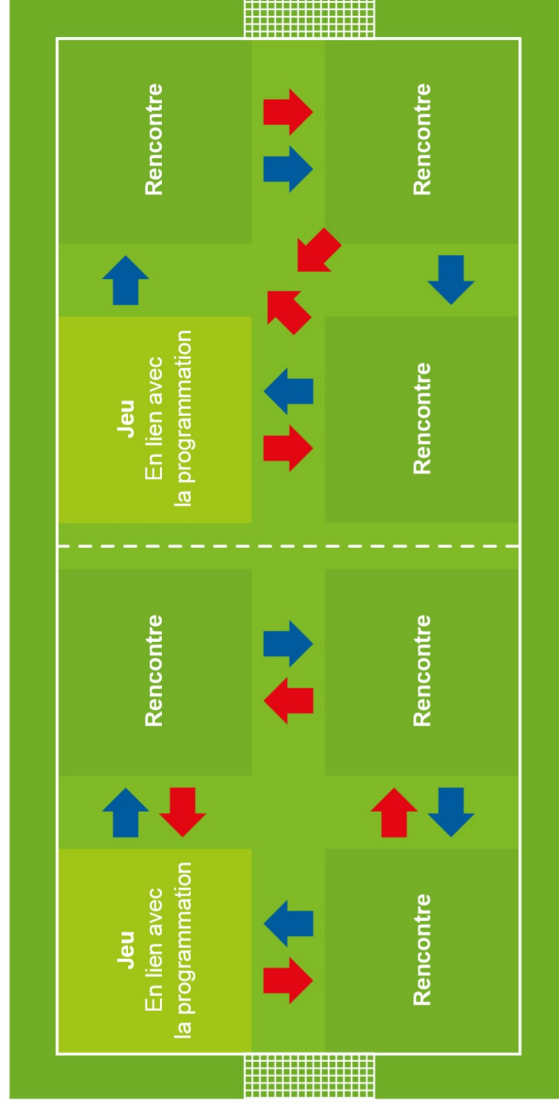 Jeu
En lien avec
la programmation
Rencontre
Jeu
En lien avec
la programmation
Rencontre
Rencontre
Rencontre
Rencontre
Rencontre